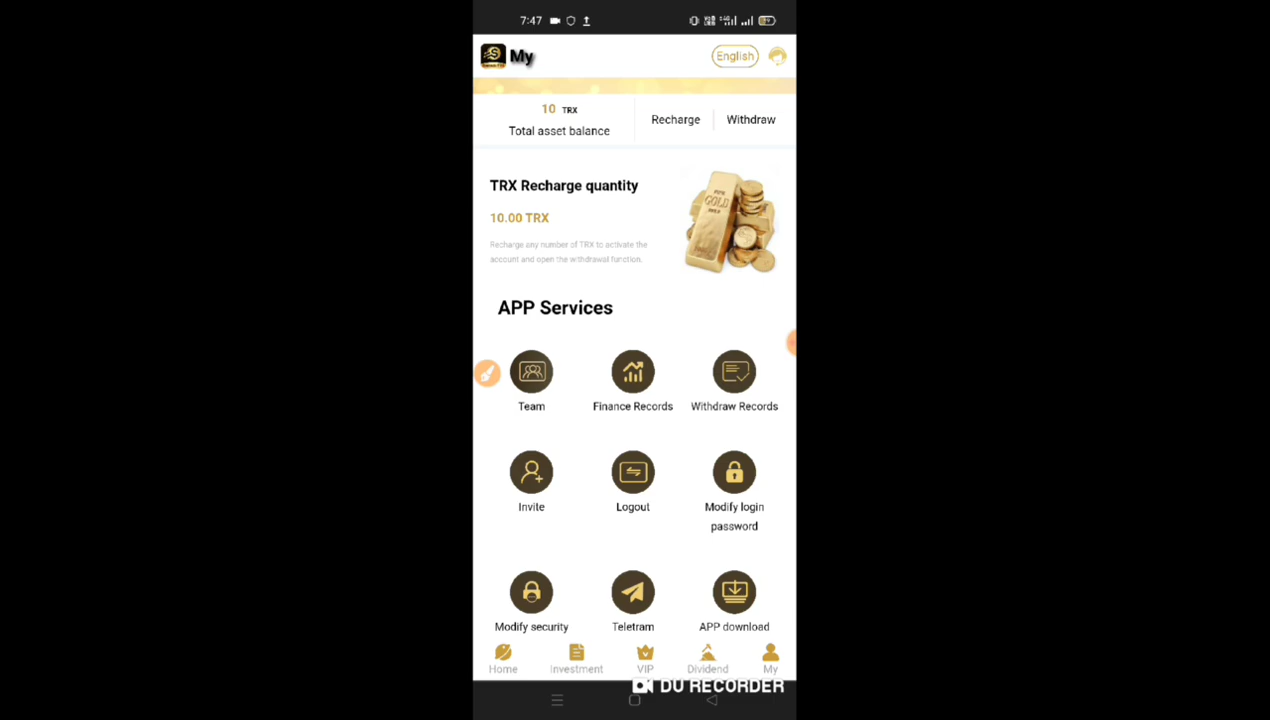 7:47
My
English
10 TRX
Total asset balance
Recharge
Withdraw
TRX Recharge quantity
10.00 TRX
Recharge any number of TRX to activate the
account and open the withdrawal function.
GOLD
APP Services
Team
Finance Records
Withdraw Records
Invite
Logout
Modify login
password
Modify security
Teletram
APP download
Home
Investment
VIP
Dividend
My
DU RECORDER